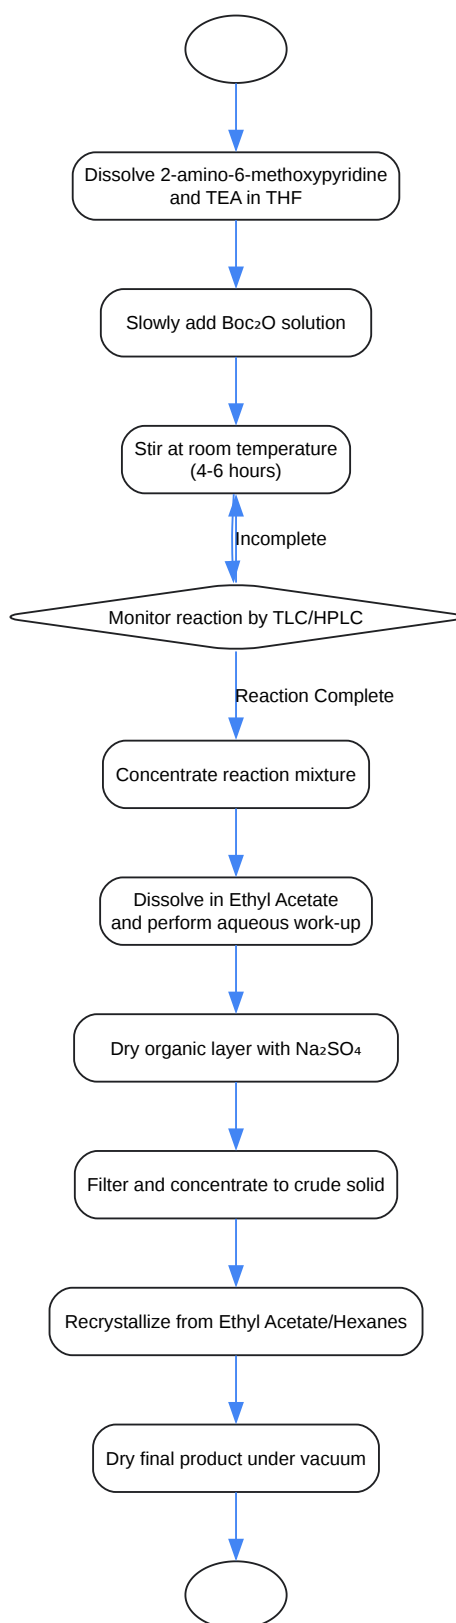 Dissolve 2-amino-6-methoxypyridine
and TEA in THF
Slowly add Boc₂O solution
Stir at room temperature
(4-6 hours)
Incomplete
Monitor reaction by TLC/HPLC
Reaction Complete
Concentrate reaction mixture
Dissolve in Ethyl Acetate
and perform aqueous work-up
Dry organic layer with Na₂SO₄
Filter and concentrate to crude solid
Recrystallize from Ethyl Acetate/Hexanes
Dry final product under vacuum